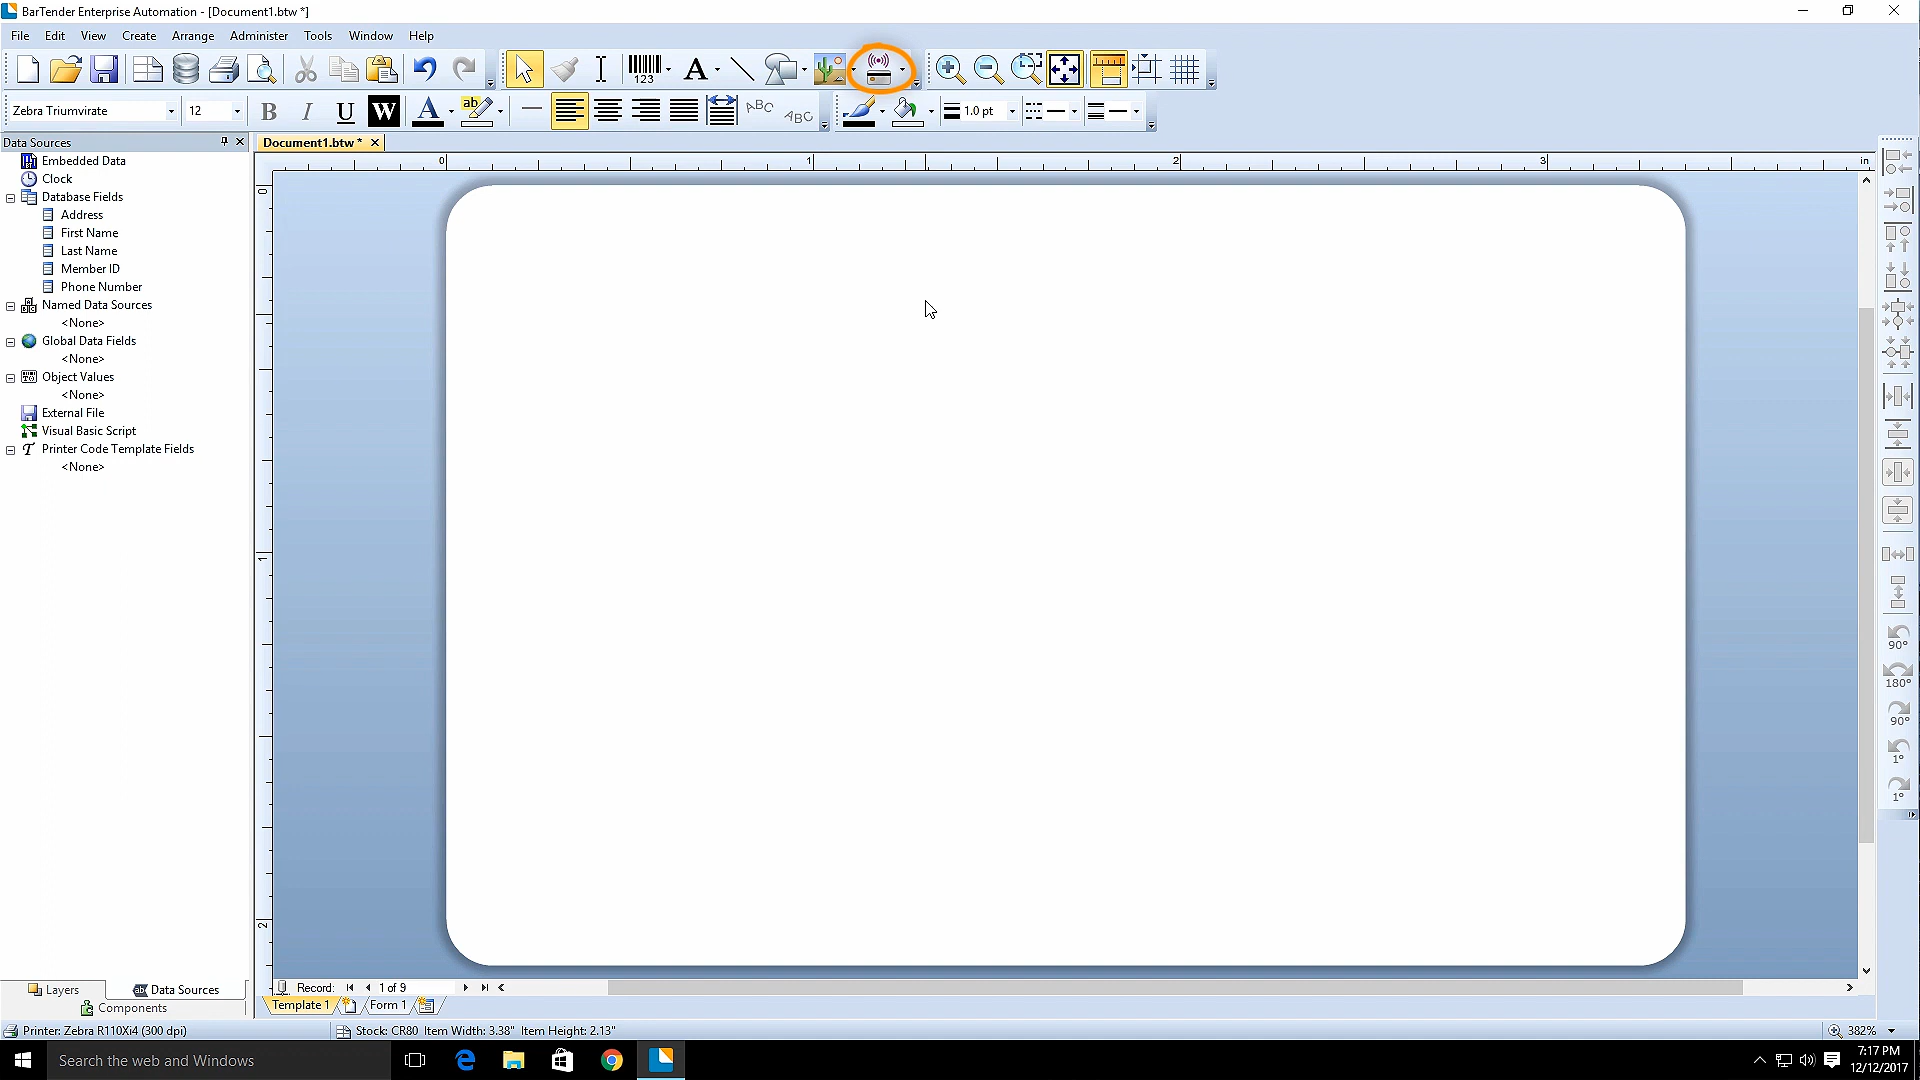 BarTender Enterprise Automation - [Document1.btw *]
File Edit View Create Arrange Administer Tools Window Help
123 A
Zebra Triumvirate 12 B I U W A ab ABC ABC 1.0 pt
Data Sources
Document1.btw *
0 1 2 3 in
Embedded Data
Clock
Database Fields
Address
First Name
Last Name
Member ID
Phone Number
Named Data Sources
<None>
Global Data Fields
<None>
Object Values
<None>
External File
Visual Basic Script
Printer Code Template Fields
<None>
0
1
2
90°
180°
90°
1°
1°
Layers Data Sources
Components
Record: 1 of 9
Template 1 Form 1
Printer: Zebra R110Xi4 (300 dpi) Stock: CR80 Item Width: 3.38" Item Height: 2.13" 382%
Search the web and Windows
7:17 PM
12/12/2017